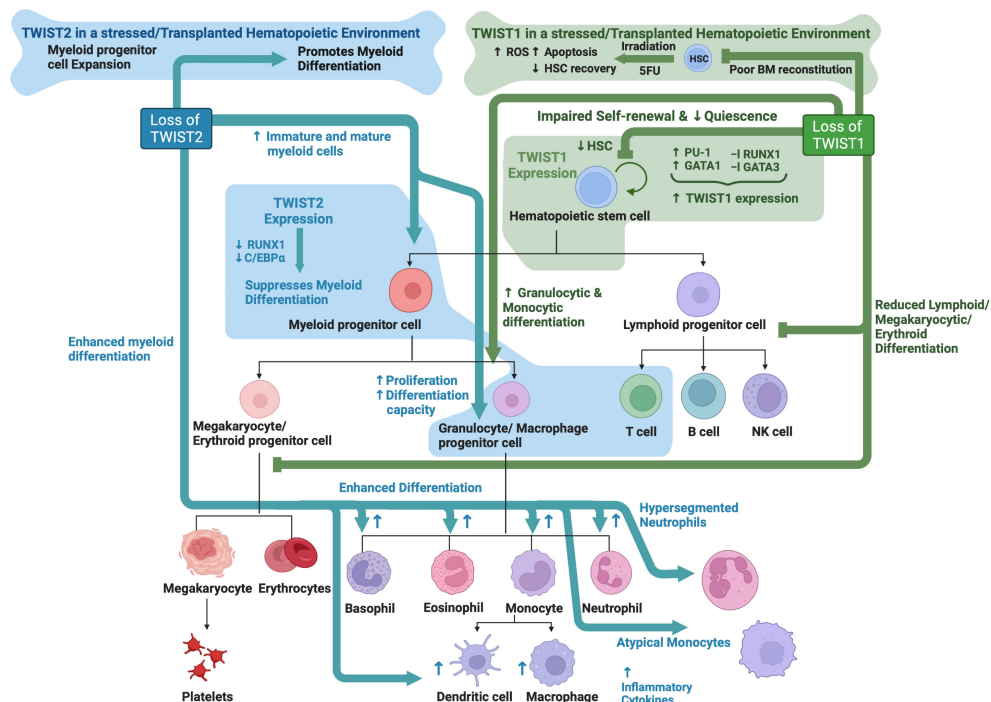 TWIST2 in a stressed/Transplanted Hematopoietic Environment
Myeloid progenitor
cell Expansion
Promotes Myeloid
Differentiation
TWIST1 in a stressed/Transplanted Hematopoietic Environment
↑ ROS ↑ Apoptosis
↓ HSC recovery
Irradiation
5FU
HSC
Poor BM reconstitution
Loss of
TWIST2
↑ Immature and mature
myeloid cells
Impaired Self-renewal & ↓ Quiescence
Loss of
TWIST1
↓ HSC
TWIST1
Expression
↑ PU-1
↑ GATA1
⊣ RUNX1
⊣ GATA3
↑ TWIST1 expression
Hematopoietic stem cell
TWIST2
Expression
↓ RUNX1
↓ C/EBPα
Suppresses Myeloid
Differentiation
Myeloid progenitor cell
↑ Granulocytic &
Monocytic
differentiation
Lymphoid progenitor cell
Reduced Lymphoid/
Megakaryocytic/
Erythroid
Differentiation
Enhanced myeloid
differentiation
↑ Proliferation
↑ Differentiation
capacity
Megakaryocyte/
Erythroid progenitor cell
Granulocyte/ Macrophage
progenitor cell
T cell
B cell
NK cell
Enhanced Differentiation
Hypersegmented
Neutrophils
↑
↑
↑
↑
Megakaryocyte
Erythrocytes
Basophil
Eosinophil
Monocyte
Neutrophil
Atypical Monocytes
↑
↑
↑
Inflammatory
Cytokines
Platelets
Dendritic cell
Macrophage